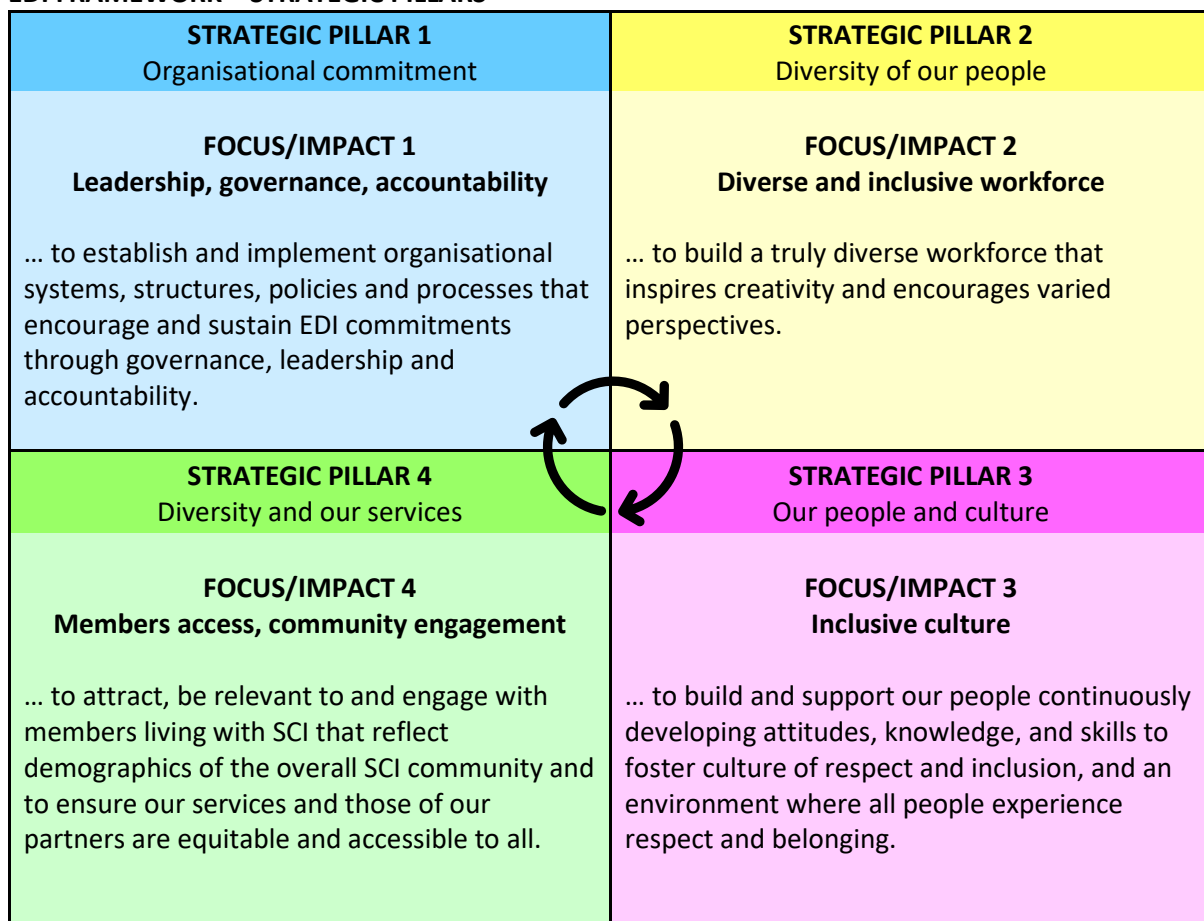 EDI FRAMEWORK – STRATEGIC PILLARS
STRATEGIC PILLAR 1
Organisational commitment
FOCUS/IMPACT 1
Leadership, governance, accountability
… to establish and implement organisational
systems, structures, policies and processes that
encourage and sustain EDI commitments
through governance, leadership and
accountability.
STRATEGIC PILLAR 2
Diversity of our people
FOCUS/IMPACT 2
Diverse and inclusive workforce
… to build a truly diverse workforce that
inspires creativity and encourages varied
perspectives.
STRATEGIC PILLAR 4
Diversity and our services
FOCUS/IMPACT 4
Members access, community engagement
… to attract, be relevant to and engage with
members living with SCI that reflect
demographics of the overall SCI community and
to ensure our services and those of our
partners are equitable and accessible to all.
STRATEGIC PILLAR 3
Our people and culture
FOCUS/IMPACT 3
Inclusive culture
… to build and support our people continuously
developing attitudes, knowledge, and skills to
foster culture of respect and inclusion, and an
environment where all people experience
respect and belonging.